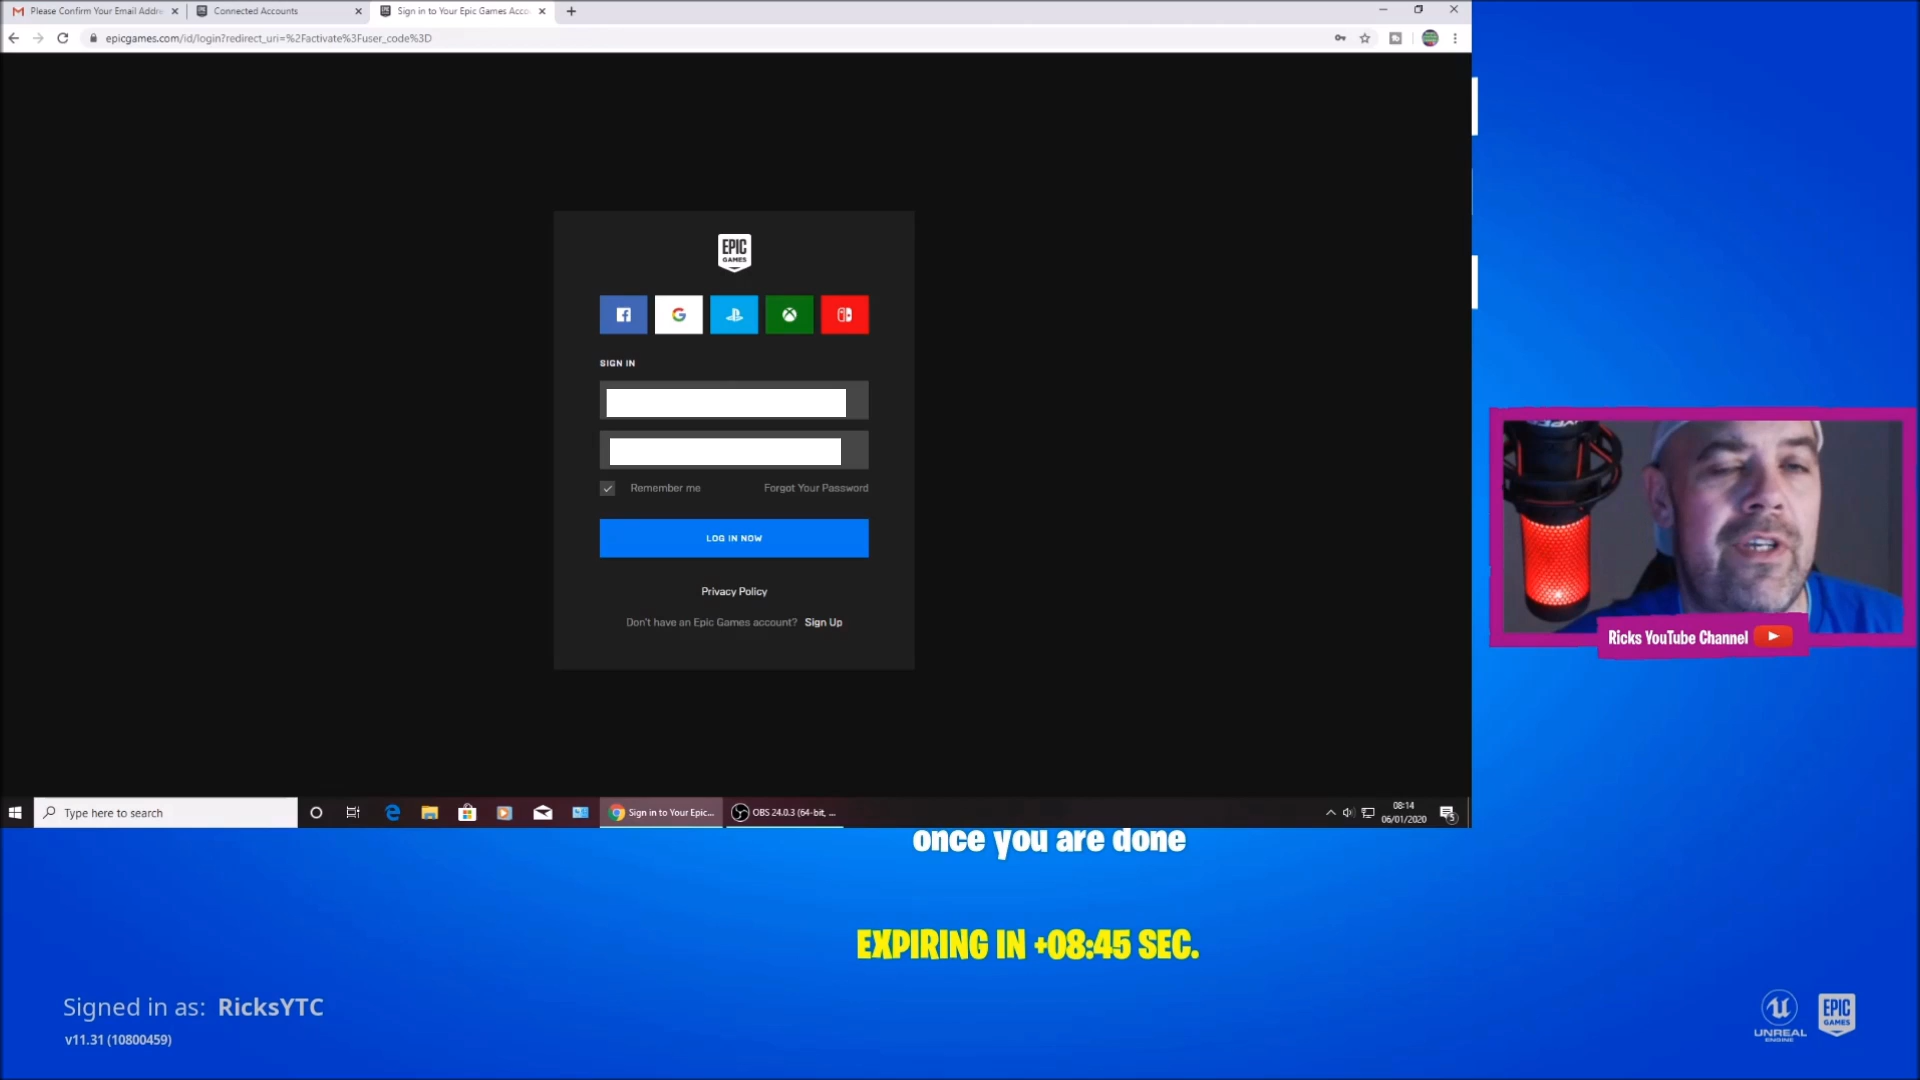 Please Confirm Your Email Addre
Connected Accounts
Sign in to Your Epic Games Acco
epicgames.com/id/login?redirect_uri=%2Factivate%3Fuser_code%3D
EPIC
GAMES
SIGN IN
Remember me
Forgot Your Password
LOG IN NOW
Privacy Policy
Don't have an Epic Games account? Sign Up
Ricks YouTube Channel
Type here to search
Sign in to Your Epic...
OBS 24.0.3 (64-bit, ...
08:14
06/01/2020
5
once you are done
EXPIRING IN +08:45 SEC.
Signed in as: RicksYTC
v11.31 (10800459)
UNREAL
ENGINE
EPIC
GAMES